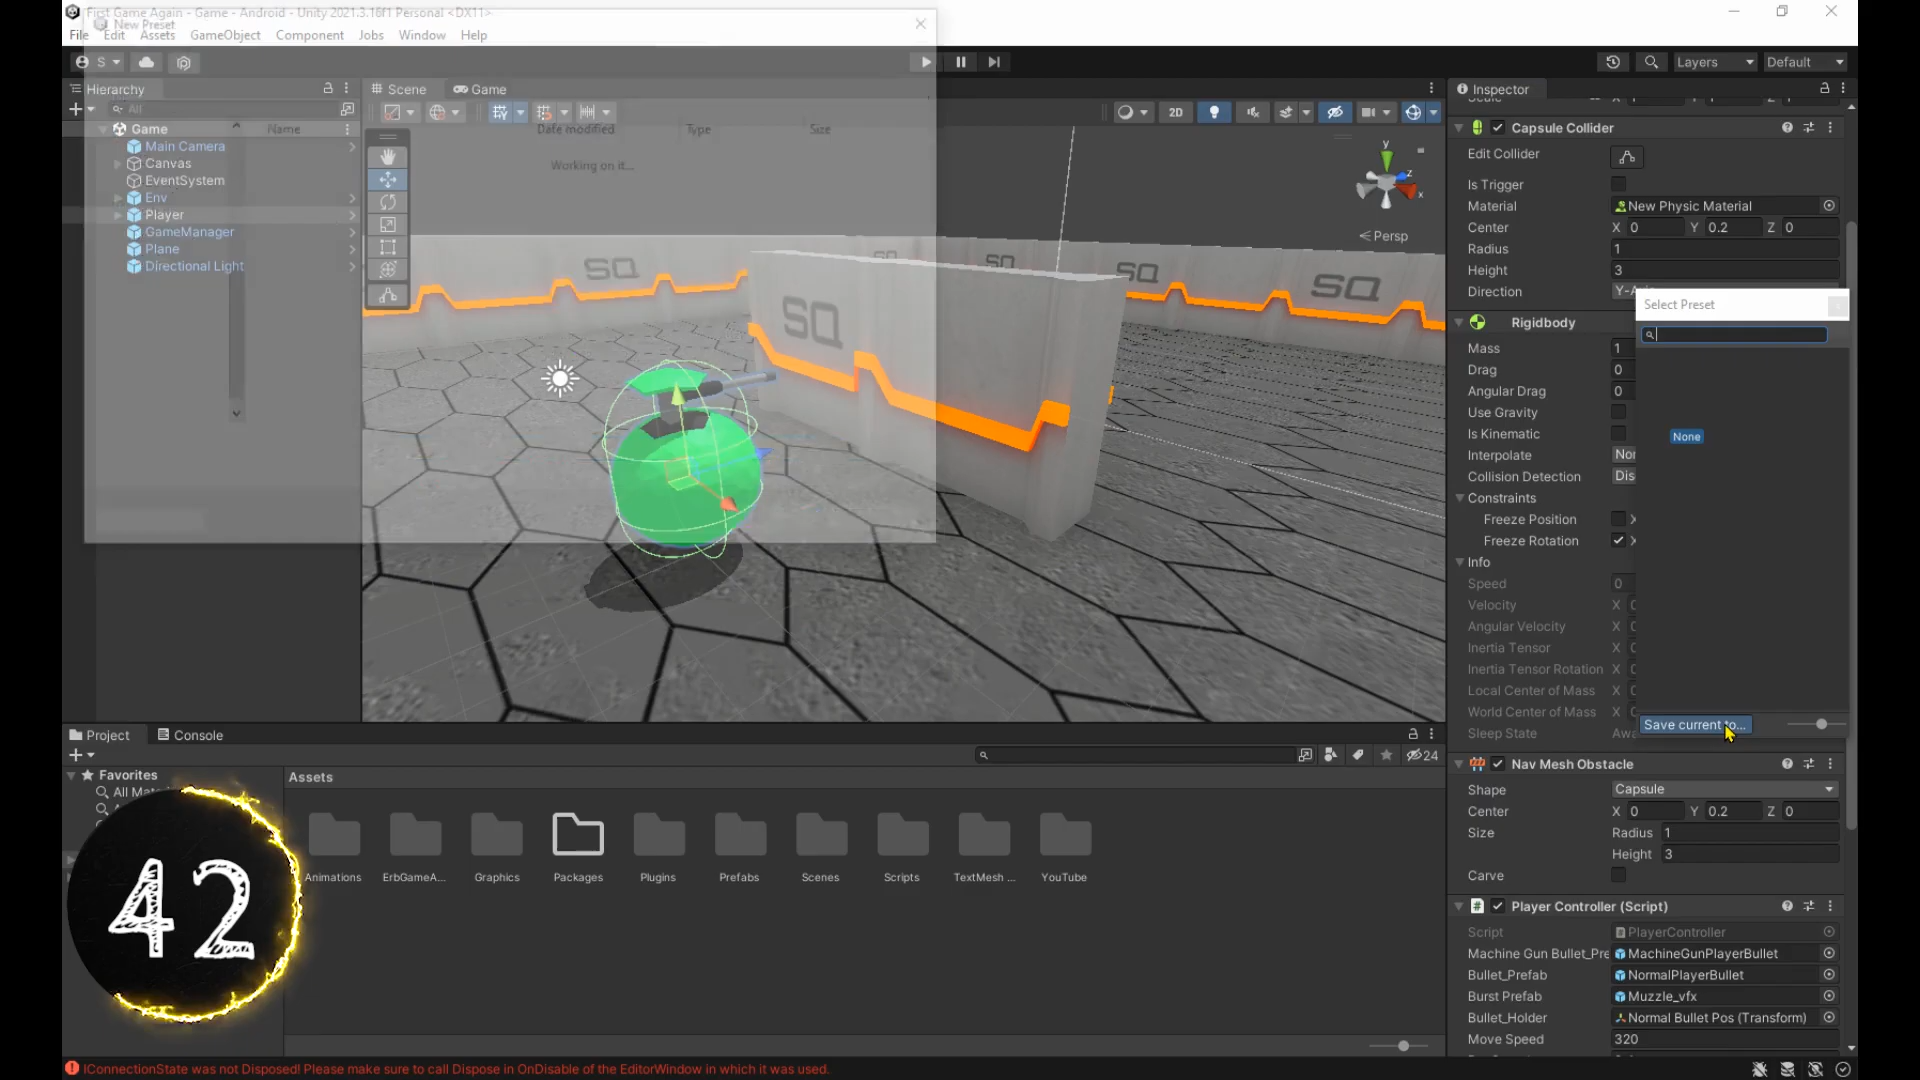 First Game Again - Game - Android - Unity 2021.3.16f1 Personal <DX11>
New Preset
File Edit Assets GameObject Component Jobs Window Help
S
Layers Default
Hierarchy
All
Game Name
Main Camera
Canvas
EventSystem
Env
Player
GameManager
Plane
Directional Light
Scene Game
2D
Date modified Type Size
Working on it...
y
z
x
Persp
SQ SQ SQ SQ SQ
SQ
Inspector
Scale
Capsule Collider
Edit Collider
Is Trigger
Material New Physic Material
Center X 0 Y 0.2 Z 0
Radius 1
Height 3
Direction Y-A
Rigidbody
Mass 1
Drag 0
Angular Drag 0
Use Gravity
Is Kinematic
Interpolate Nor
Collision Detection Dis
Constraints
Freeze Position X
Freeze Rotation X
Info
Speed 0
Velocity X 0
Angular Velocity X 0
Inertia Tensor X 0
Inertia Tensor Rotation X 0
Local Center of Mass X 0
World Center of Mass X 0
Sleep State Awa
Select Preset
None
Save current to...
Nav Mesh Obstacle
Shape Capsule
Center X 0 Y 0.2 Z 0
Size Radius 1
Height 3
Carve
Player Controller (Script)
Script PlayerController
Machine Gun Bullet_Pre MachineGunPlayerBullet
Bullet_Prefab NormalPlayerBullet
Burst Prefab Muzzle_vfx
Bullet_Holder Normal Bullet Pos (Transform)
Move Speed 320
Project Console
24
Favorites
All Mate
Assets
Animations ErbGameA... Graphics Packages Plugins Prefabs Scenes Scripts TextMesh ... YouTube
42
IConnectionState was not Disposed! Please make sure to call Dispose in OnDisable of the EditorWindow in which it was used.